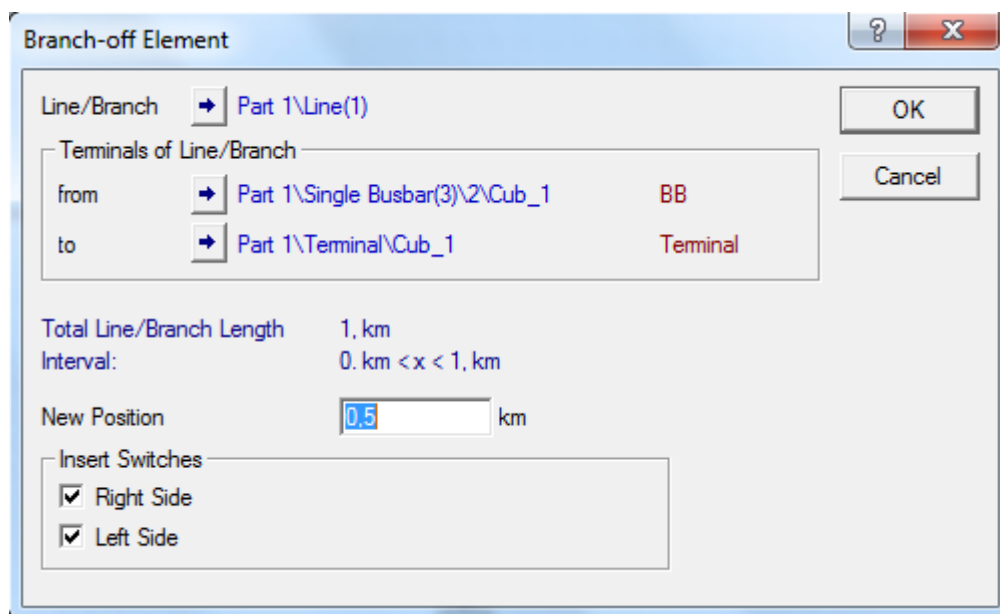 Branch-off Element
?
x
Line/Branch Part 1\Line(1)
OK
Terminals of Line/Branch
Cancel
from Part 1\Single Busbar(3)\2\Cub_1 BB
to Part 1\Terminal\Cub_1 Terminal
Total Line/Branch Length 1, km
Interval: 0. km < x < 1, km
New Position 0,5 km
Insert Switches
Right Side
Left Side